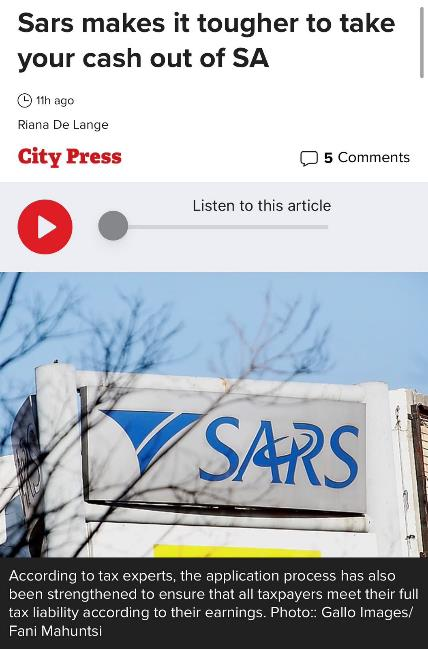 Sars makes it tougher to take
your cash out of SA
11h ago
Riana De Lange
City Press
5 Comments
Listen to this article
SARS
According to tax experts, the application process has also
been strengthened to ensure that all taxpayers meet their full
tax liability according to their earnings. Photo:: Gallo Images/
Fani Mahuntsi